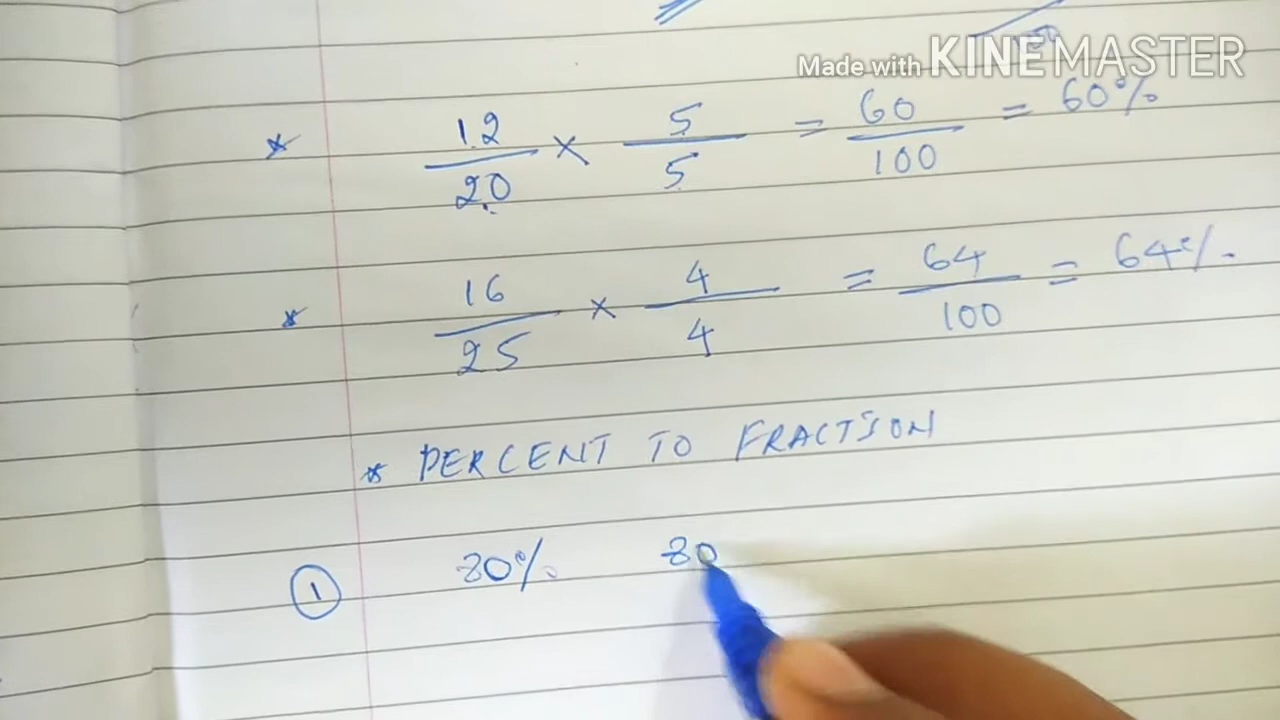 Made with KINEMASTER
* 12/20 × 5/5 = 60/100 = 60%
* 16/25 × 4/4 = 64/100 = 64%.
* PERCENT TO FRACTION
① 80% 80